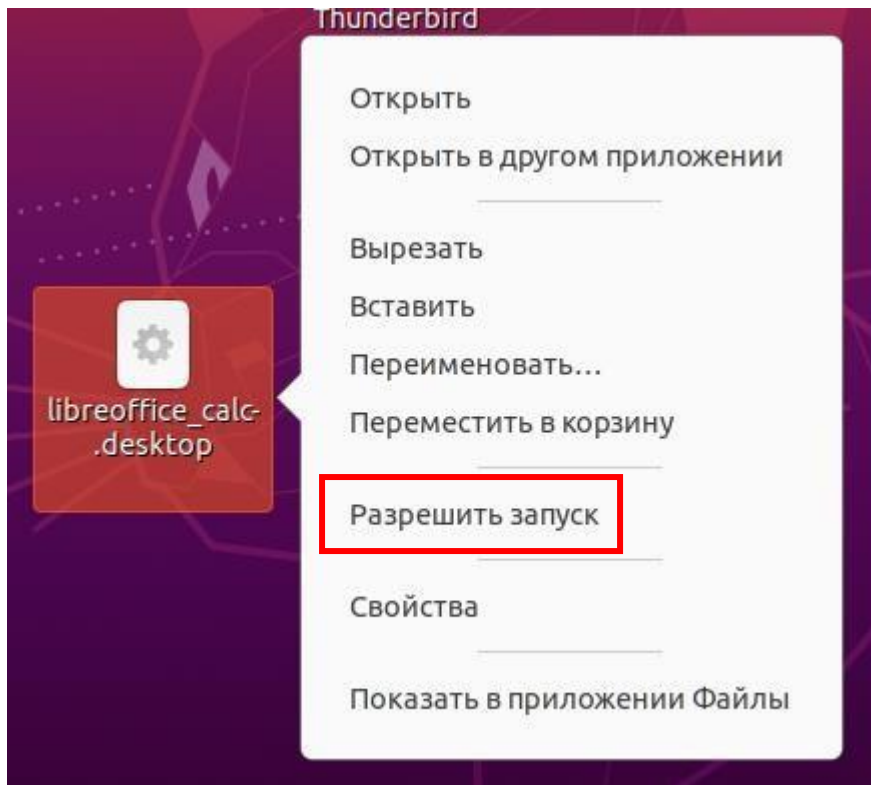 Thunderbird
Открыть
Открыть в другом приложении
Вырезать
Вставить
Переименовать...
Переместить в корзину
libreoffice_calc-
.desktop
Разрешить запуск
Свойства
Показать в приложении Файлы